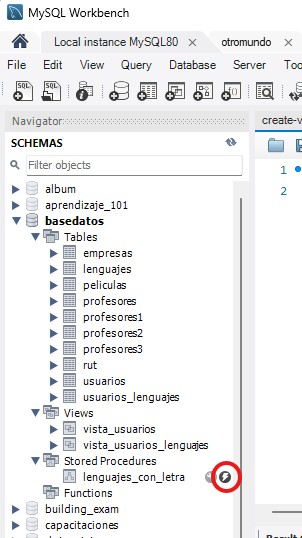 MySQL Workbench
Local instance MySQL80
otromundo
File Edit View Query Database Server Too
SQL SQL
Navigator
SCHEMAS
Filter objects
album
aprendizaje_101
basedatos
Tables
empresas
lenguajes
peliculas
profesores
profesores1
profesores2
profesores3
rut
usuarios
usuarios_lenguajes
Views
vista_usuarios
vista_usuarios_lenguajes
Stored Procedures
lenguajes_con_letra
Functions
building_exam
capacitaciones
create-v
1
2